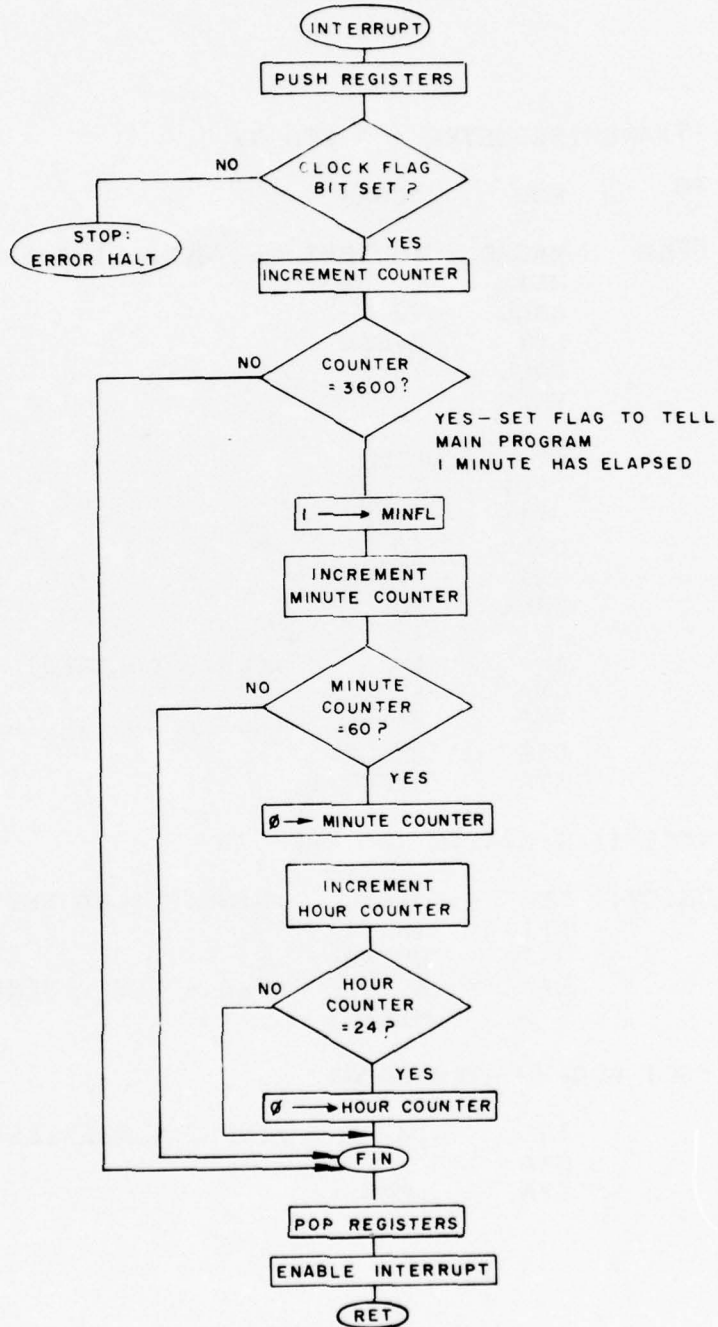 INTERRUPT
PUSH REGISTERS
CLOCK FLAG
BIT SET ?
NO
STOP:
ERROR HALT
YES
INCREMENT COUNTER
COUNTER
= 3600?
NO
YES — SET FLAG TO TELL
MAIN PROGRAM
1 MINUTE HAS ELAPSED
1 → MINFL
INCREMENT
MINUTE COUNTER
MINUTE
COUNTER
=60?
NO
YES
Ø → MINUTE COUNTER
INCREMENT
HOUR COUNTER
HOUR
COUNTER
=24?
NO
YES
Ø → HOUR COUNTER
FIN
POP REGISTERS
ENABLE INTERRUPT
RET